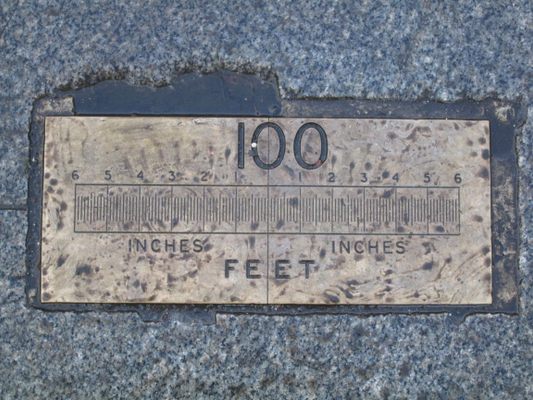 100
6 5 4 3 2 1 1 2 3 4 5 6
INCHES INCHES
FEET